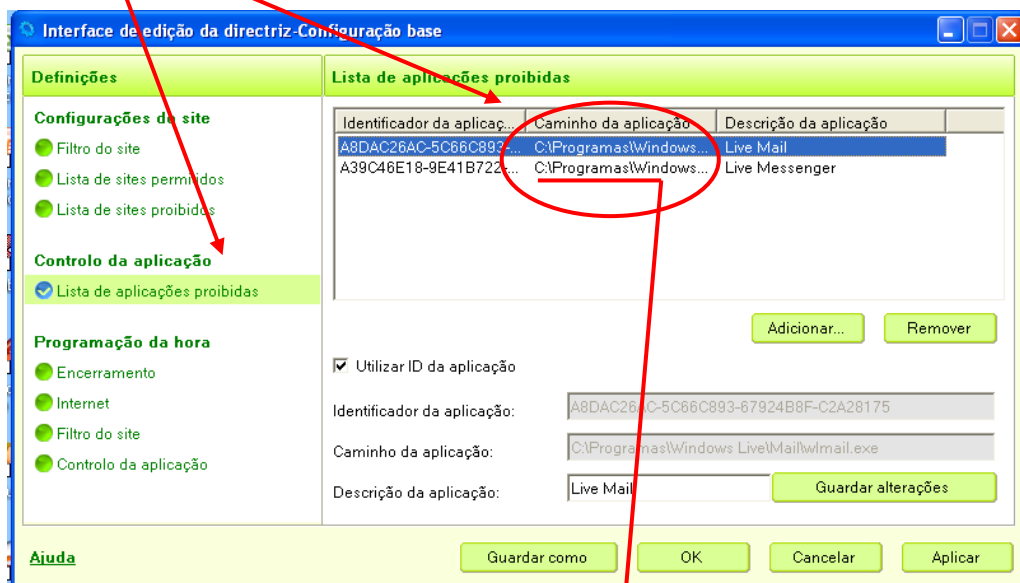 Interface de edição da directriz-Configuração base
Definições
Configurações do site
Filtro do site
Lista de sites permitidos
Lista de sites proibidos
Controlo da aplicação
Lista de aplicações proibidas
Programação da hora
Encerramento
Internet
Filtro do site
Controlo da aplicação
Lista de aplicações proibidas
Identificador da aplicaç... Caminho da aplicação Descrição da aplicação
A8DAC26AC-5C66C893-... C:\Programas\Windows... Live Mail
A39C46E18-9E41B722-... C:\Programas\Windows... Live Messenger
Adicionar... Remover
Utilizar ID da aplicação
Identificador da aplicação: A8DAC26AC-5C66C893-67924B8F-C2A28175
Caminho da aplicação: C:\Programas\Windows Live\Mail\wlmail.exe
Descrição da aplicação: Live Mail Guardar alterações
Ajuda Guardar como OK Cancelar Aplicar